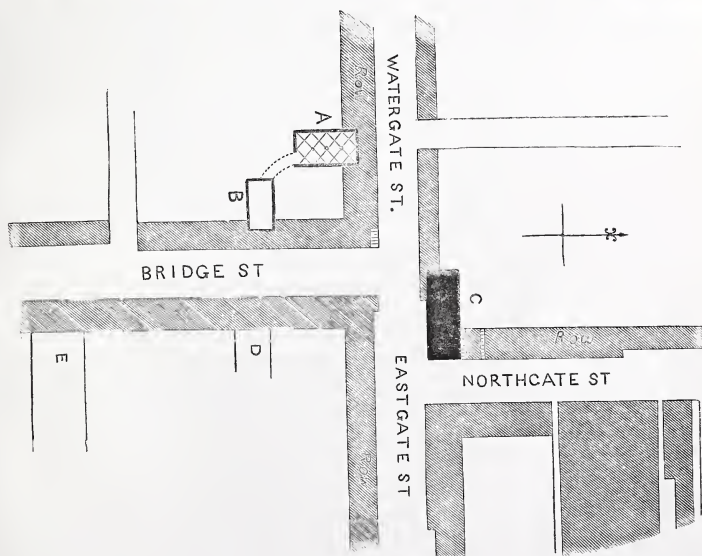 WATERGATE ST.
Row
A
B
BRIDGE ST
C
Row
D
E
NORTHGATE ST
EASTGATE ST
Row